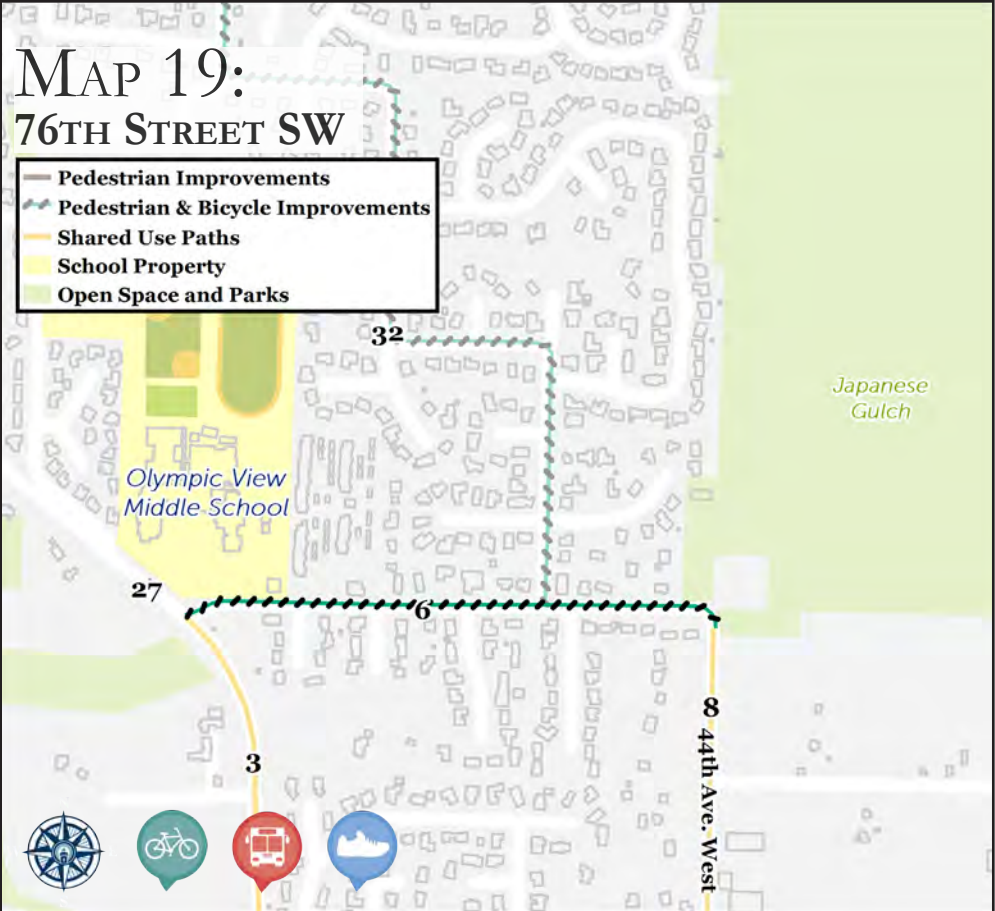 MAP 19:
76TH STREET SW
Pedestrian Improvements
Pedestrian & Bicycle Improvements
Shared Use Paths
School Property
Open Space and Parks
32
Japanese
Gulch
Olympic View
Middle School
27
6
8
3
44th Ave. West